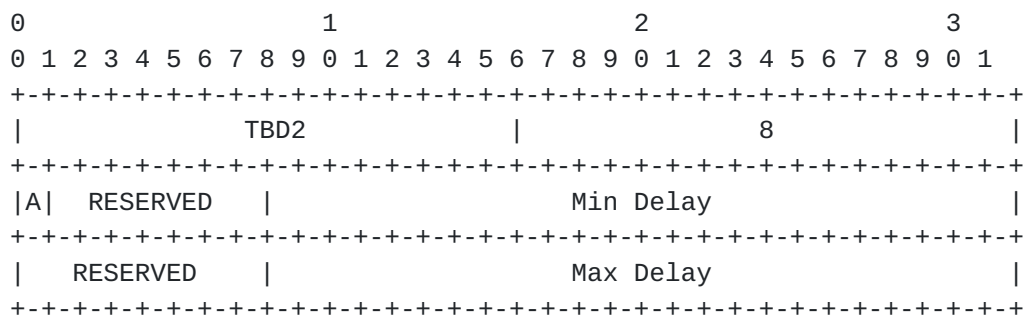 0                   1                   2                   3
0 1 2 3 4 5 6 7 8 9 0 1 2 3 4 5 6 7 8 9 0 1 2 3 4 5 6 7 8 9 0 1
+-+-+-+-+-+-+-+-+-+-+-+-+-+-+-+-+-+-+-+-+-+-+-+-+-+-+-+-+-+-+-+-+
|              TBD2             |               8               |
+-+-+-+-+-+-+-+-+-+-+-+-+-+-+-+-+-+-+-+-+-+-+-+-+-+-+-+-+-+-+-+-+
|A|  RESERVED   |                   Min Delay                   |
+-+-+-+-+-+-+-+-+-+-+-+-+-+-+-+-+-+-+-+-+-+-+-+-+-+-+-+-+-+-+-+-+
|   RESERVED    |                   Max Delay                   |
+-+-+-+-+-+-+-+-+-+-+-+-+-+-+-+-+-+-+-+-+-+-+-+-+-+-+-+-+-+-+-+-+